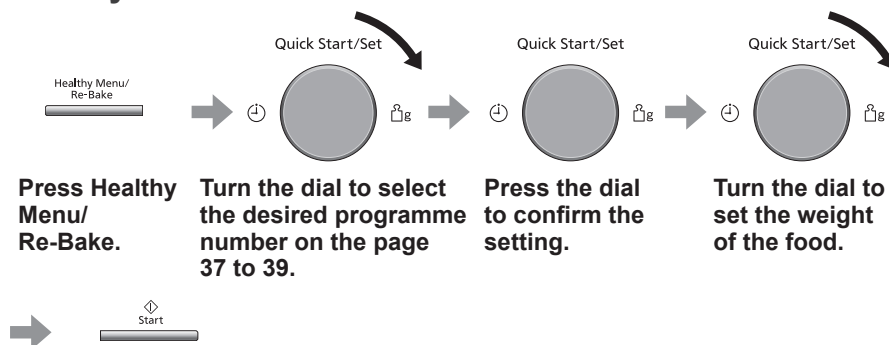 Quick Start/Set
Quick Start/Set
Quick Start/Set
Healthy Menu/
Re-Bake
g
g
g
Press Healthy
Menu/
Re-Bake.
Turn the dial to select
the desired programme
number on the page
37 to 39.
Press the dial
to confirm the
setting.
Turn the dial to
set the weight
of the food.
Start